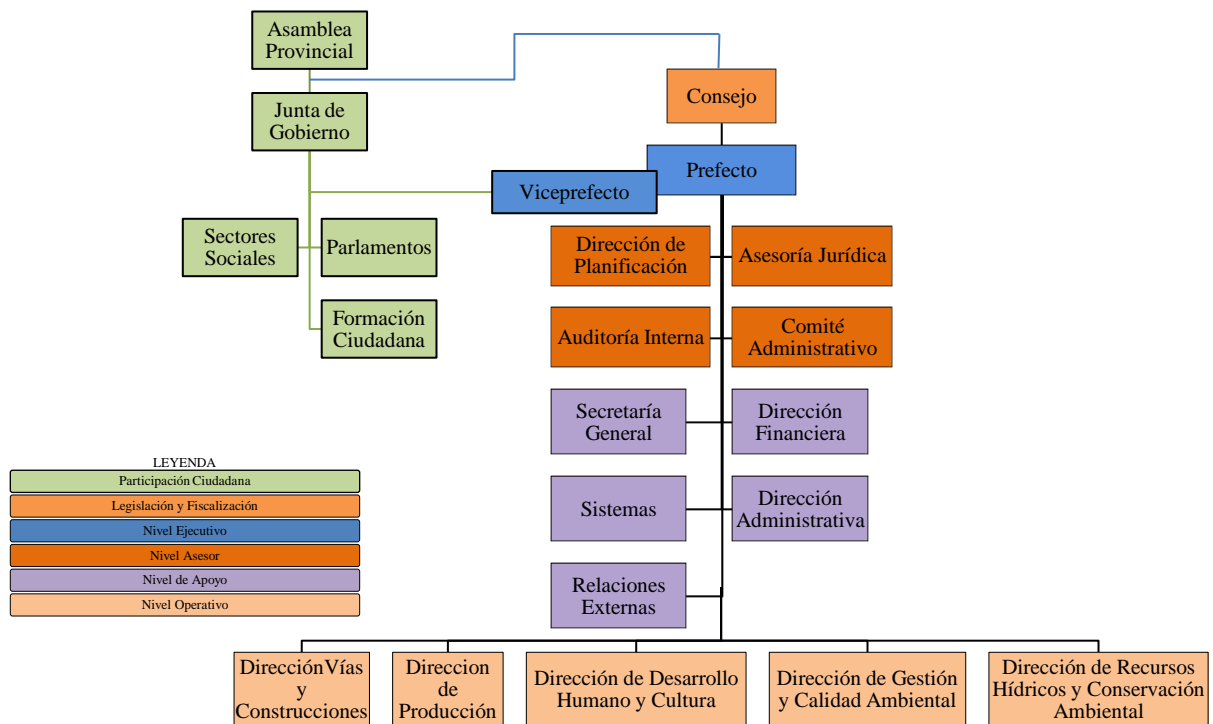 Asamblea
Provincial
Consejo
Junta de
Gobierno
Prefecto
Viceprefecto
Sectores
Sociales
Parlamentos
Dirección de
Planificación
Asesoría Jurídica
Formación
Ciudadana
Auditoría Interna
Comité
Administrativo
Secretaría
General
Dirección
Financiera
LEYENDA
Participación Ciudadana
Legislación y Fiscalización
Nivel Ejecutivo
Nivel Asesor
Nivel de Apoyo
Nivel Operativo
Sistemas
Dirección
Administrativa
Relaciones
Externas
DirecciónVías
y
Construcciones
Direccion
de
Producción
Dirección de Desarrollo
Humano y Cultura
Dirección de Gestión
y Calidad Ambiental
Dirección de Recursos
Hídricos y Conservación
Ambiental